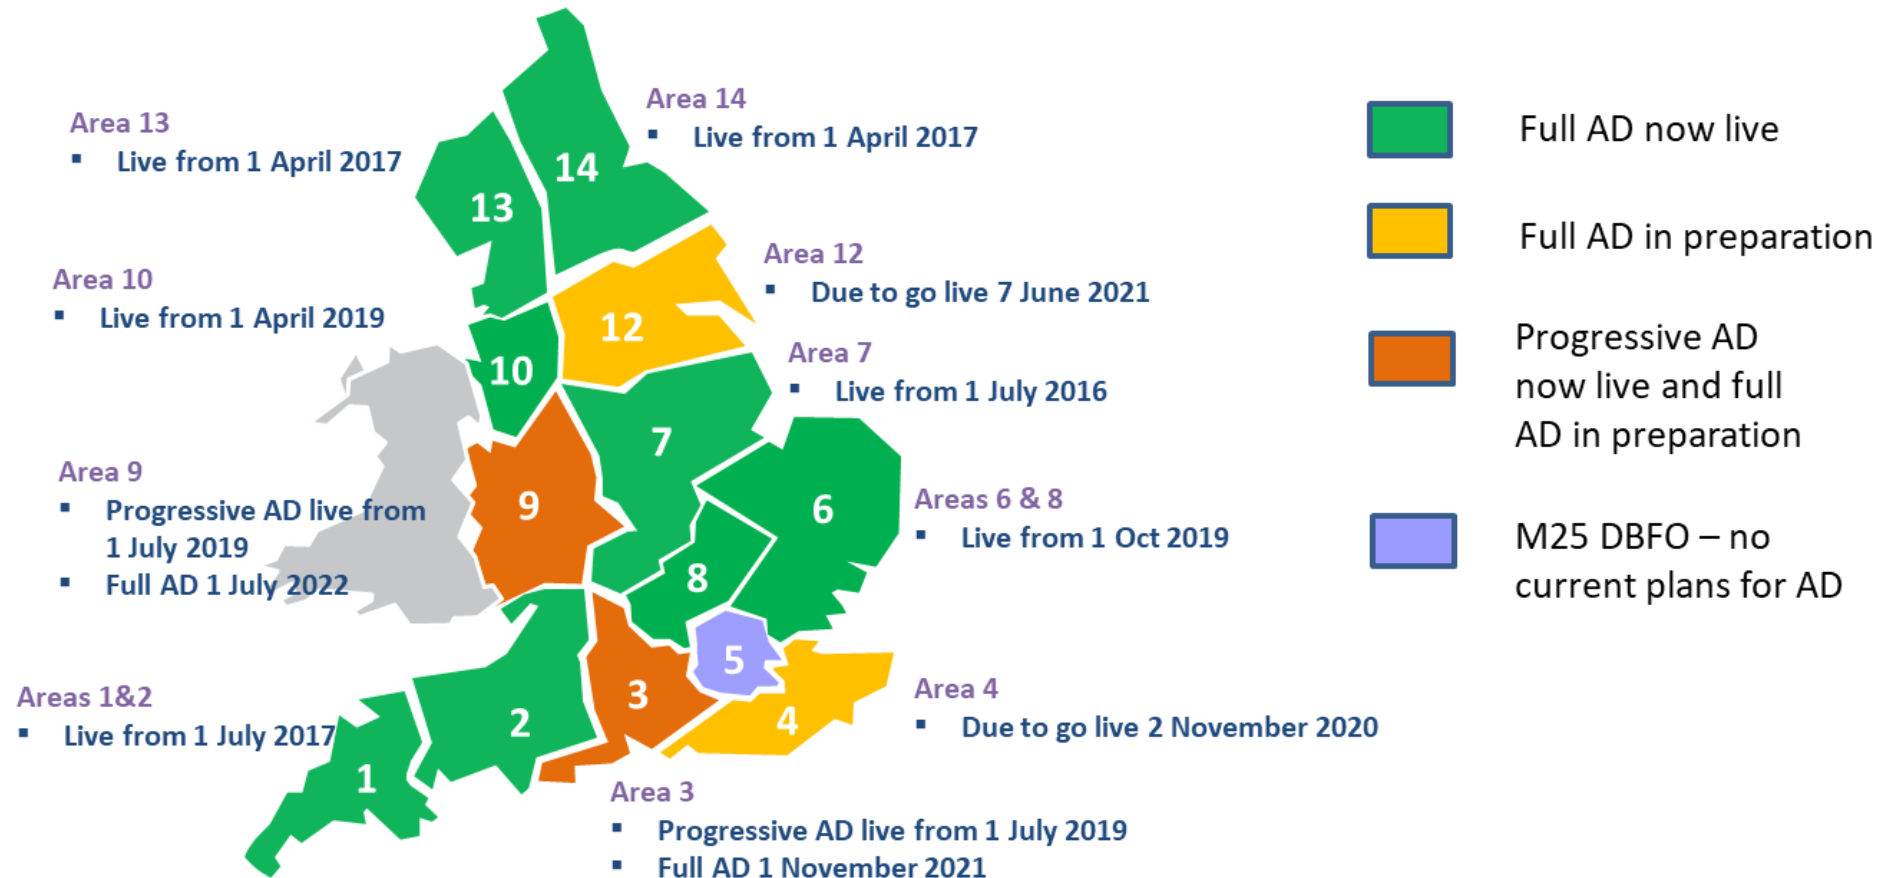 Area 14
▪ Live from 1 April 2017
Area 13
▪ Live from 1 April 2017
14
13
Area 12
▪ Due to go live 7 June 2021
Area 10
▪ Live from 1 April 2019
12
10
Area 7
▪ Live from 1 July 2016
7
Area 9
▪ Progressive AD live from
1 July 2019
▪ Full AD 1 July 2022
9
6
Areas 6 & 8
▪ Live from 1 Oct 2019
8
5
Areas 1&2
▪ Live from 1 July 2017
3
2
4
1
Area 4
▪ Due to go live 2 November 2020
Area 3
▪ Progressive AD live from 1 July 2019
▪ Full AD 1 November 2021
Full AD now live
Full AD in preparation
Progressive AD
now live and full
AD in preparation
M25 DBFO – no
current plans for AD